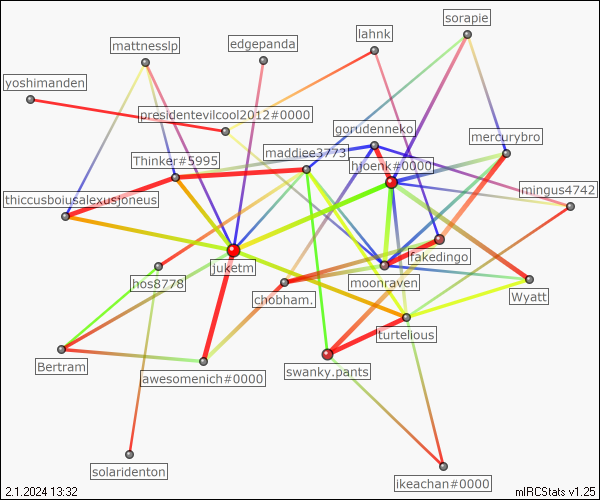 sorapie
lahnk
edgepanda
mattnesslp
yoshimanden
presidentevilcool2012#0000
gorudenneko
mercurybro
maddiee3773
hjoenk#0000
Thinker#5995
mingus4742
thiccusboiusalexusjoneus
fakedingo
juketm
moonraven
hos8778
chobham.
Wyatt
turtelious
Bertram
swanky.pants
awesomenich#0000
solaridenton
ikeachan#0000
2.1.2024 13:32
mIRCStats v1.25